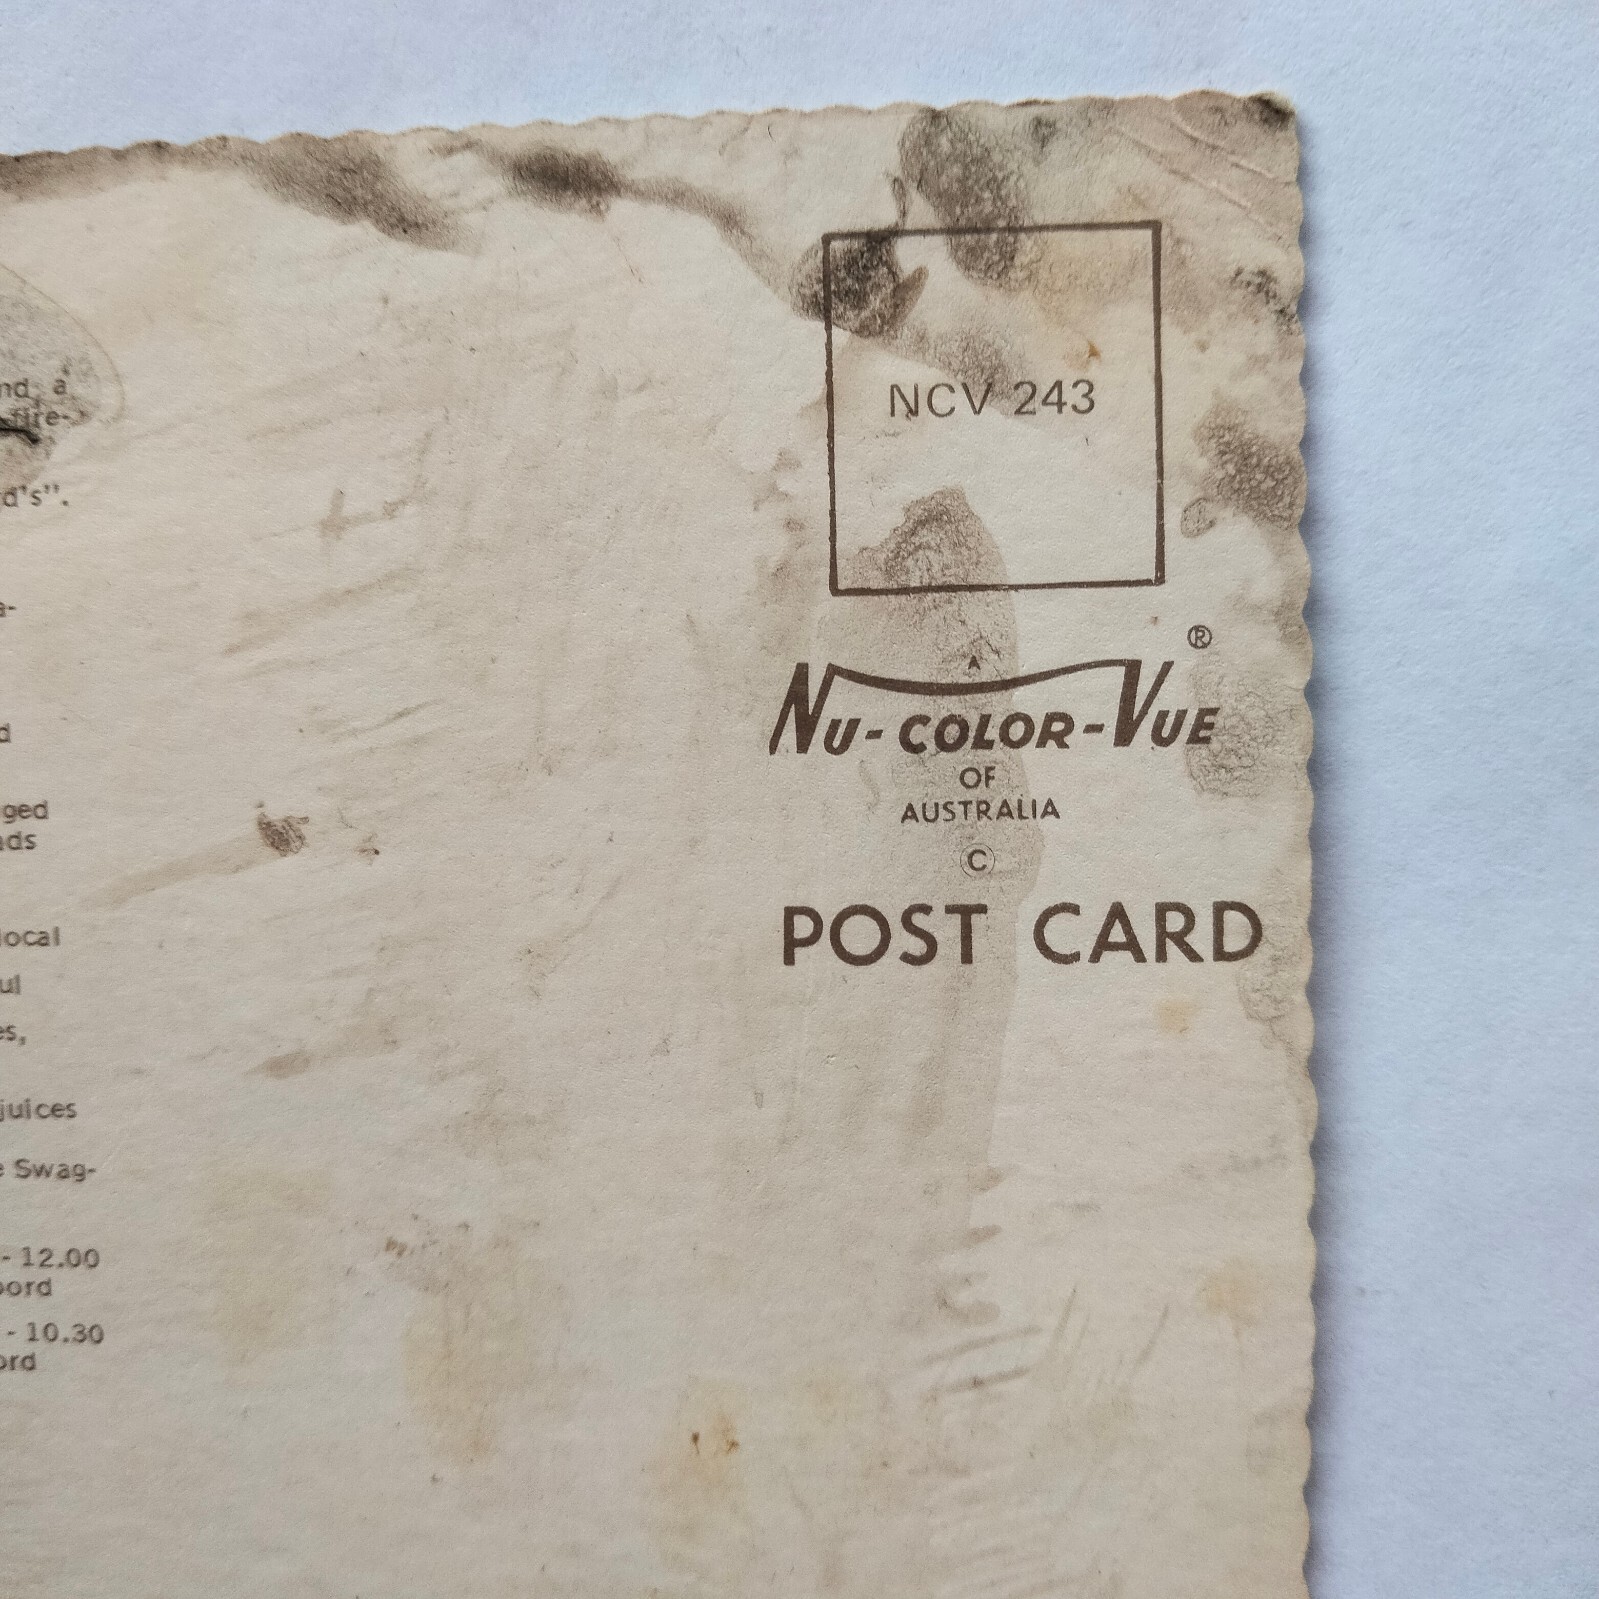 nd, a
fire-
d's".
a-
d
ged
ds
local
ul
es,
juices
e Swag-
- 12.00
oord
- 10.30
ord
NCV 243
A
NU-COLOR-VUE ®
OF
AUSTRALIA
©
POST CARD